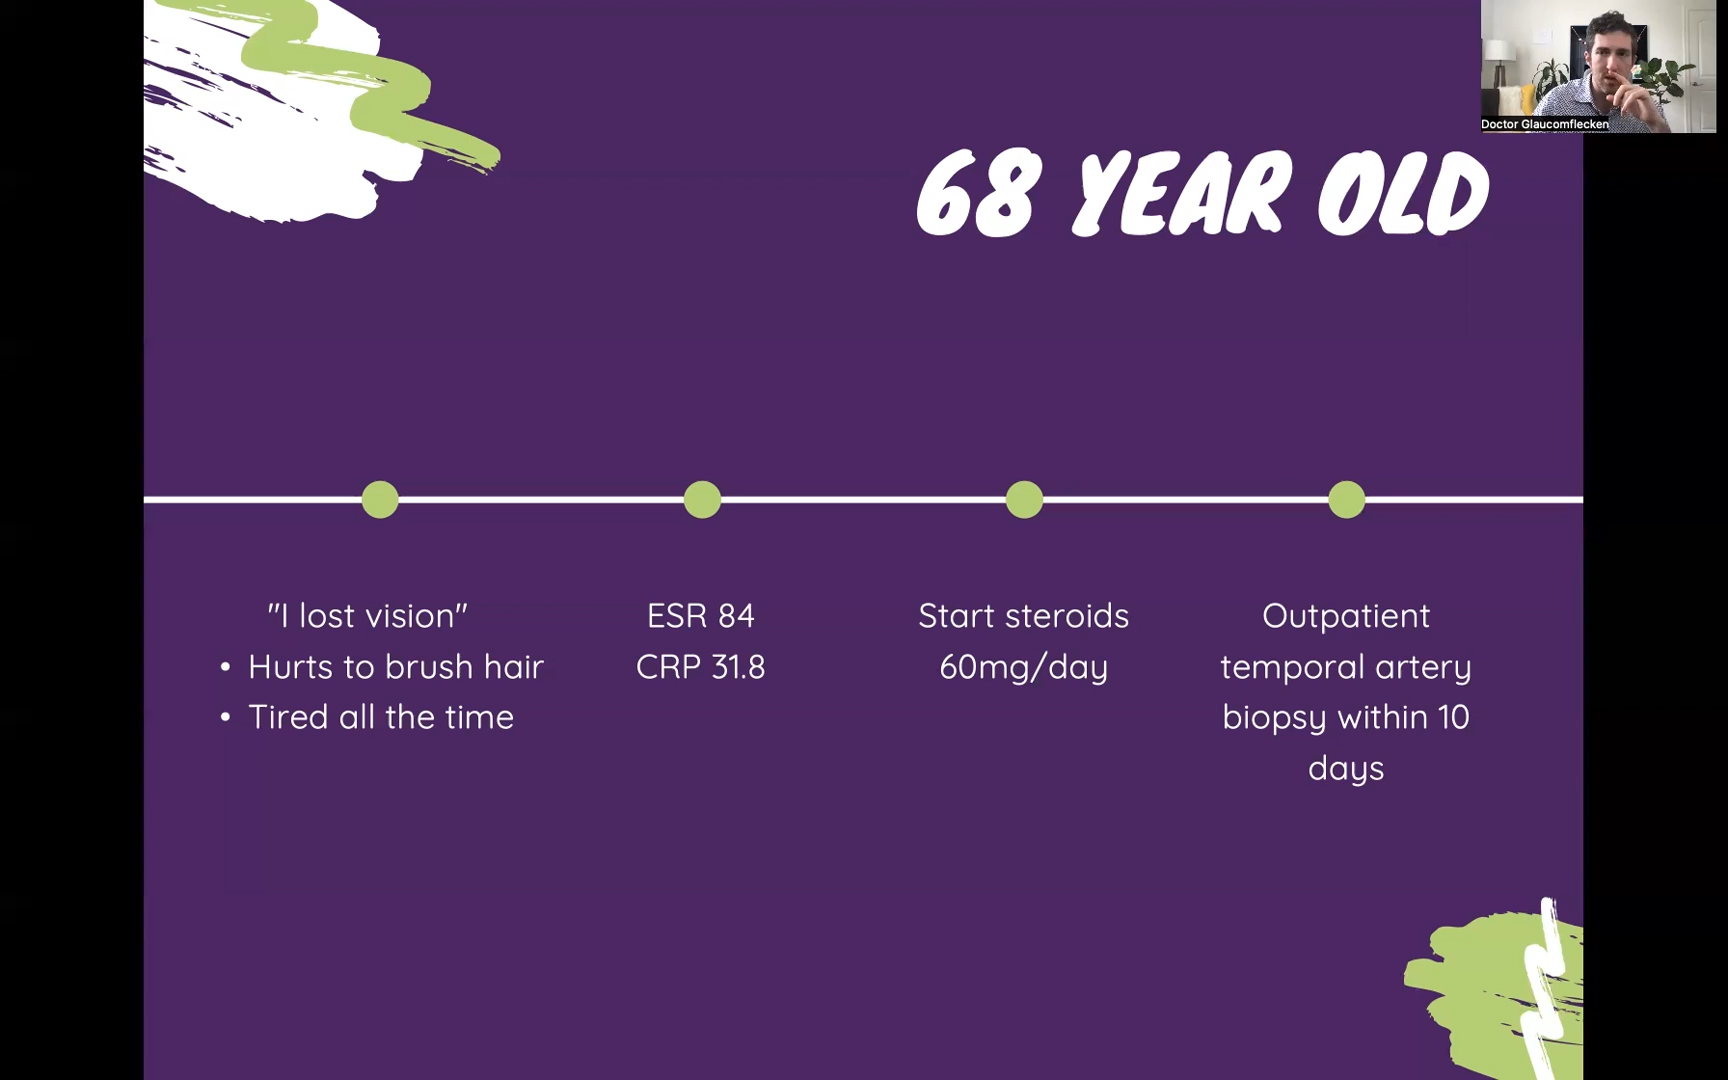 Doctor Glaucomflecken
68 YEAR OLD
"I lost vision"
• Hurts to brush hair
• Tired all the time
ESR 84
CRP 31.8
Start steroids
60mg/day
Outpatient
temporal artery
biopsy within 10
days